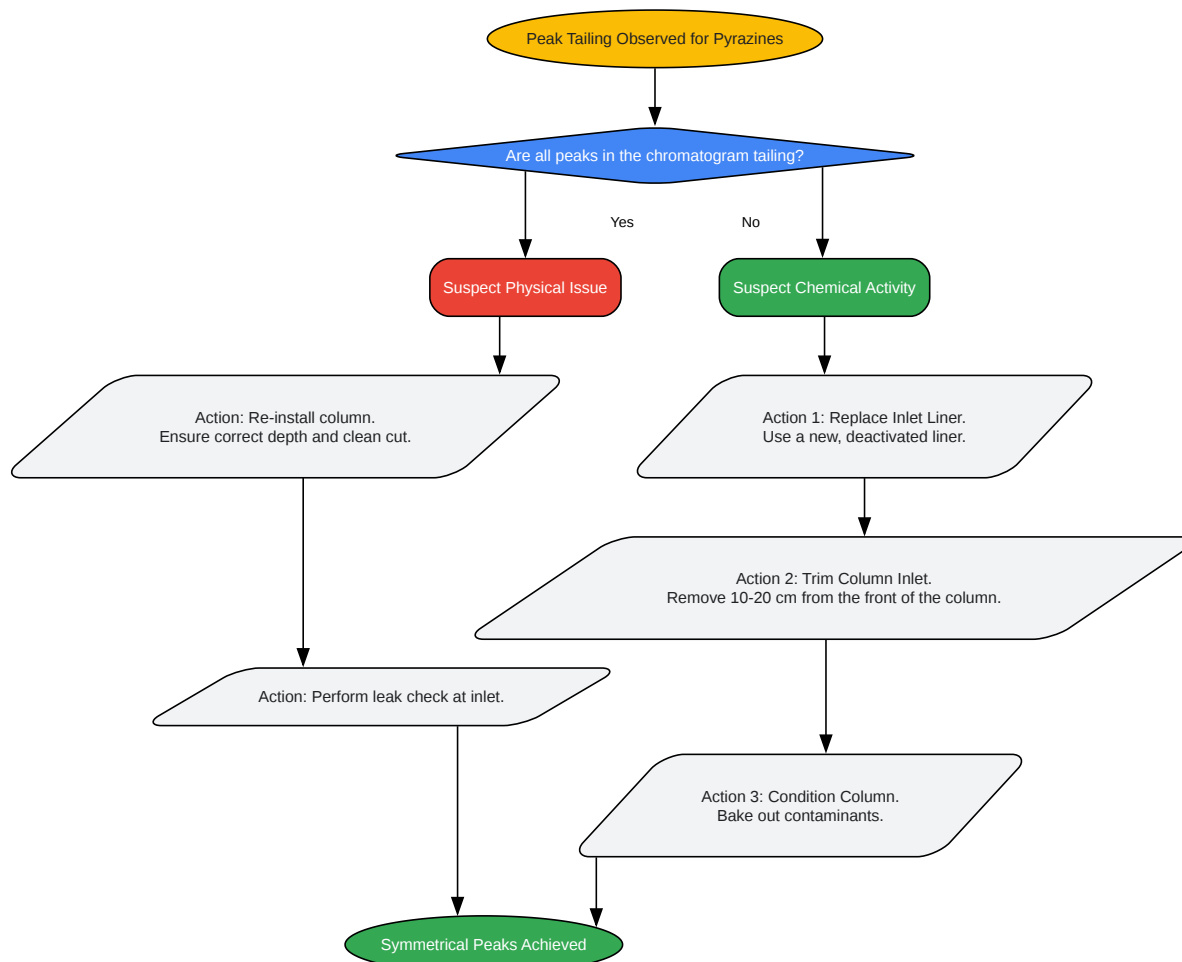 Peak Tailing Observed for Pyrazines
Are all peaks in the chromatogram tailing?
Yes
No
Suspect Physical Issue
Suspect Chemical Activity
Action: Re-install column.
Ensure correct depth and clean cut.
Action 1: Replace Inlet Liner.
Use a new, deactivated liner.
Action 2: Trim Column Inlet.
Remove 10-20 cm from the front of the column.
Action: Perform leak check at inlet.
Action 3: Condition Column.
Bake out contaminants.
Symmetrical Peaks Achieved